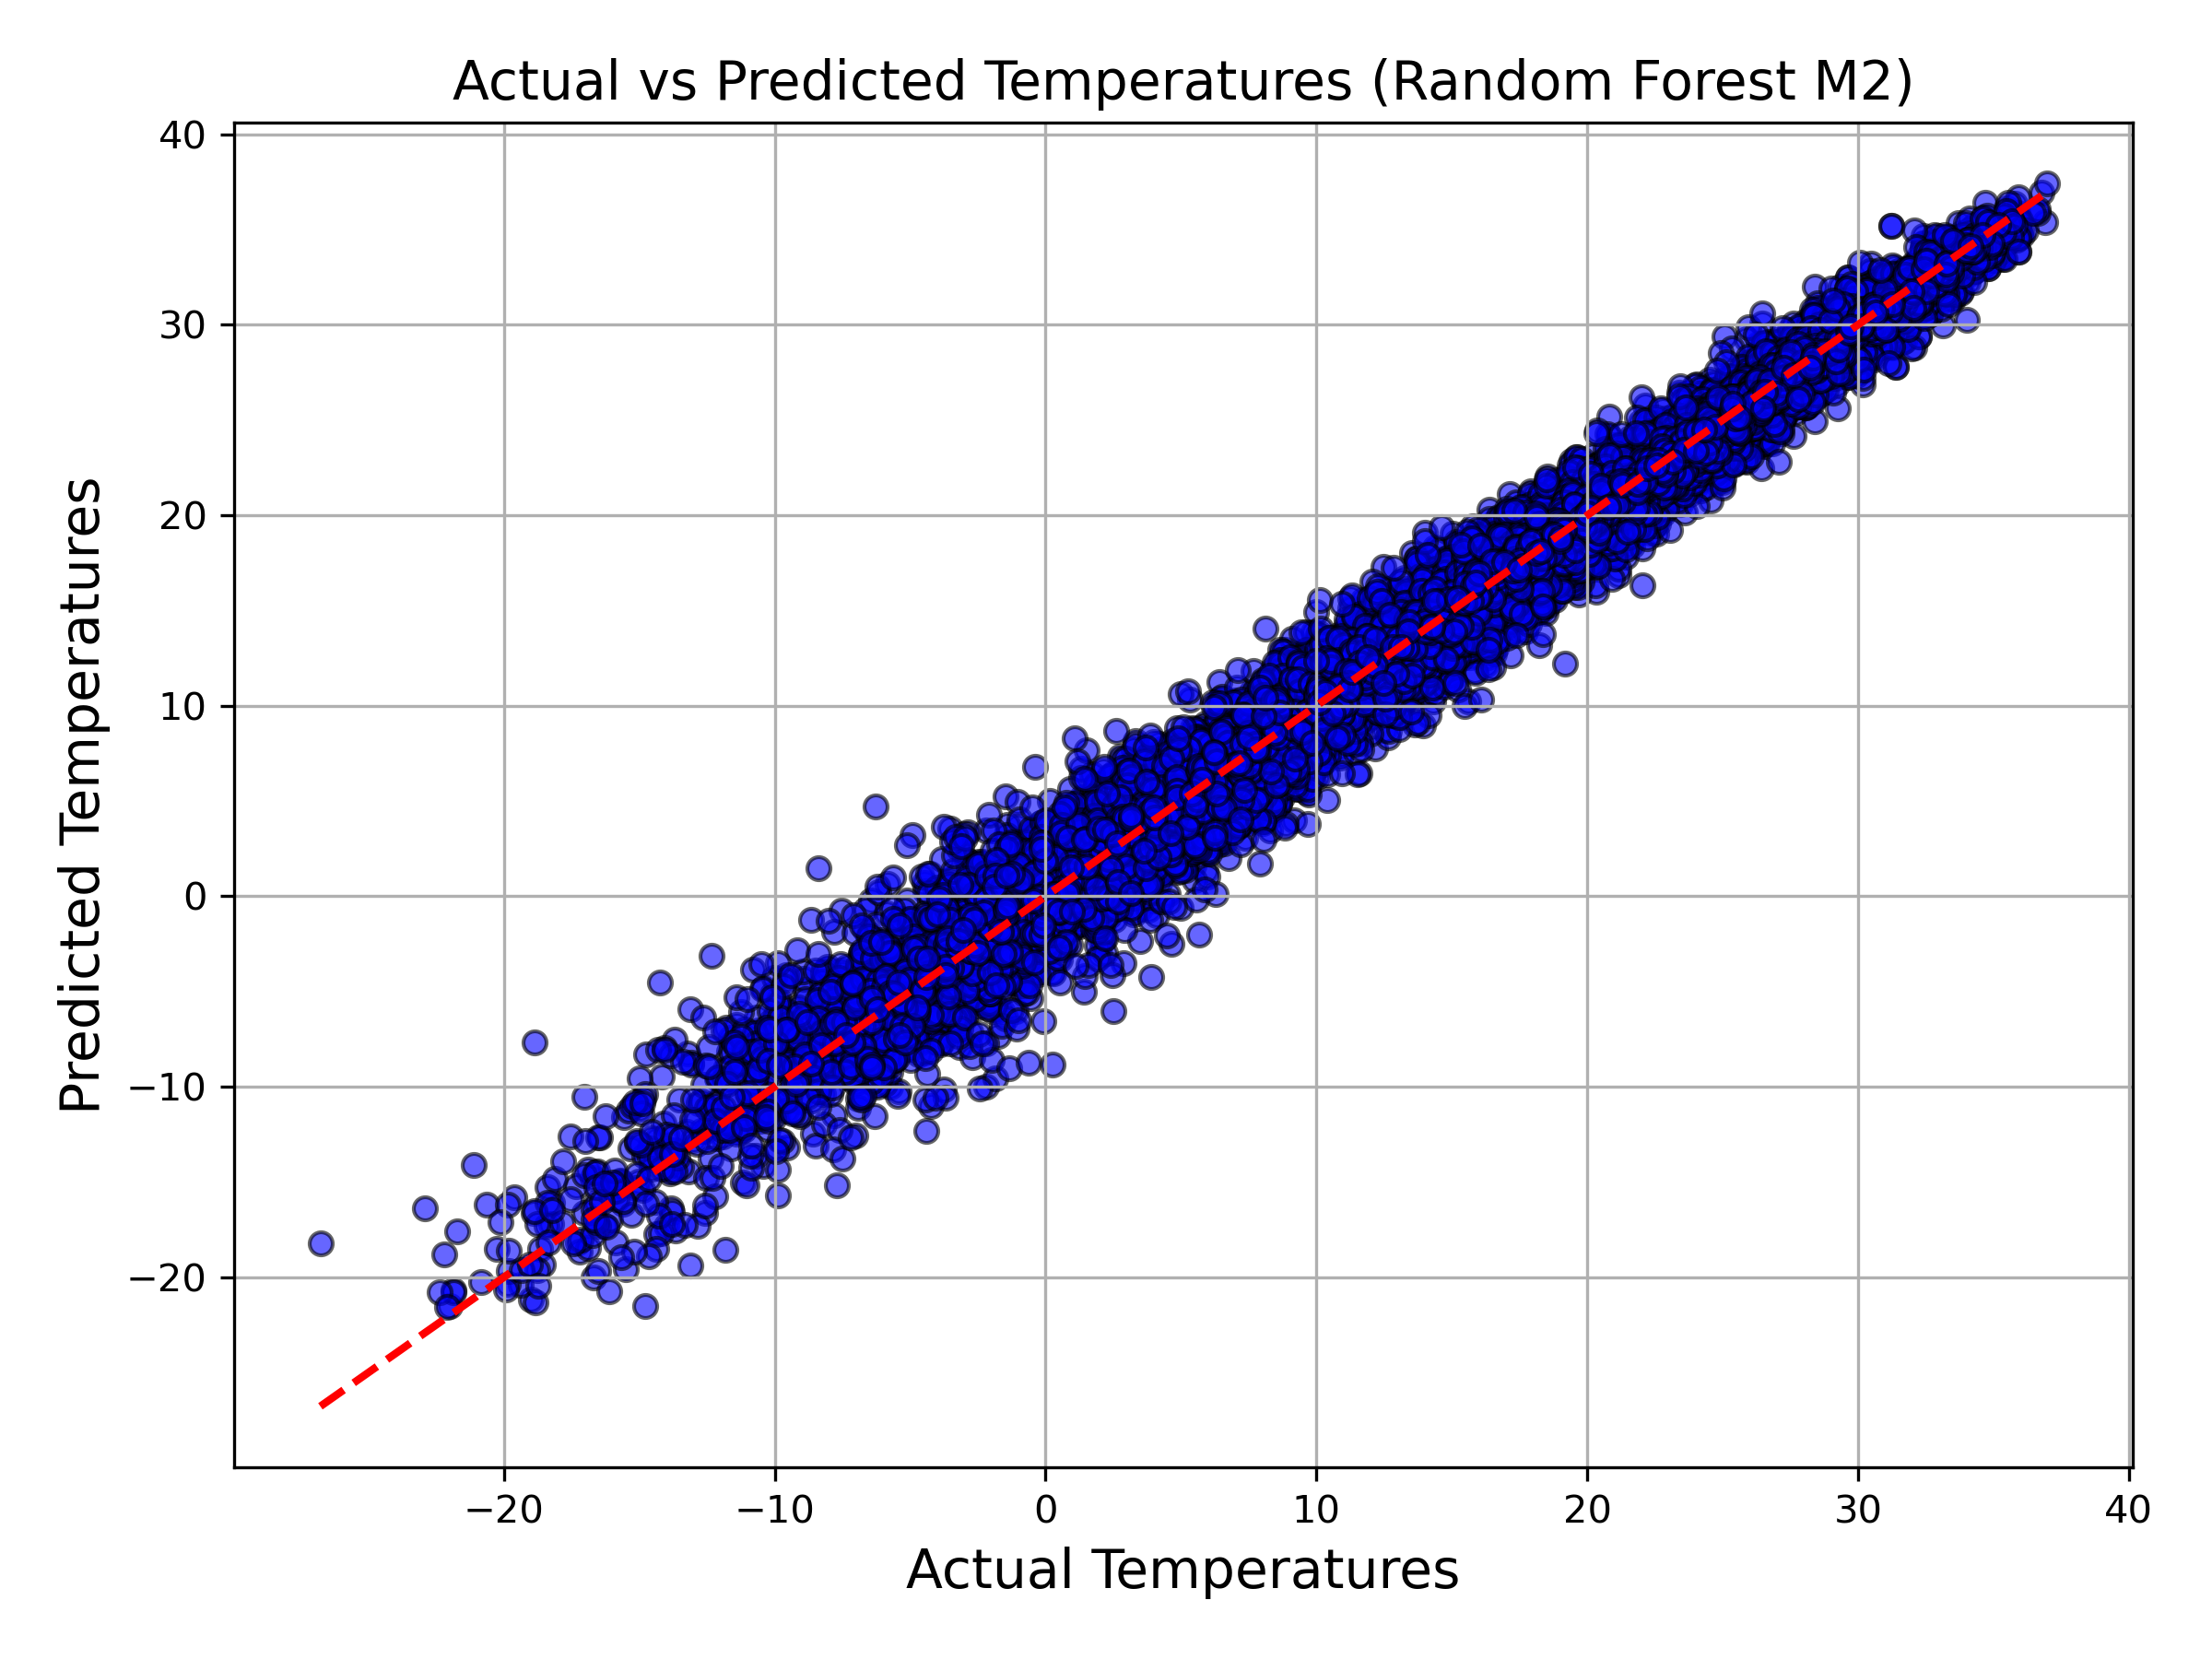 Actual vs Predicted Temperatures (Random Forest M2)
40
30
20
10
0
−10
−20
Predicted Temperatures
−20 −10 0 10 20 30 40
Actual Temperatures